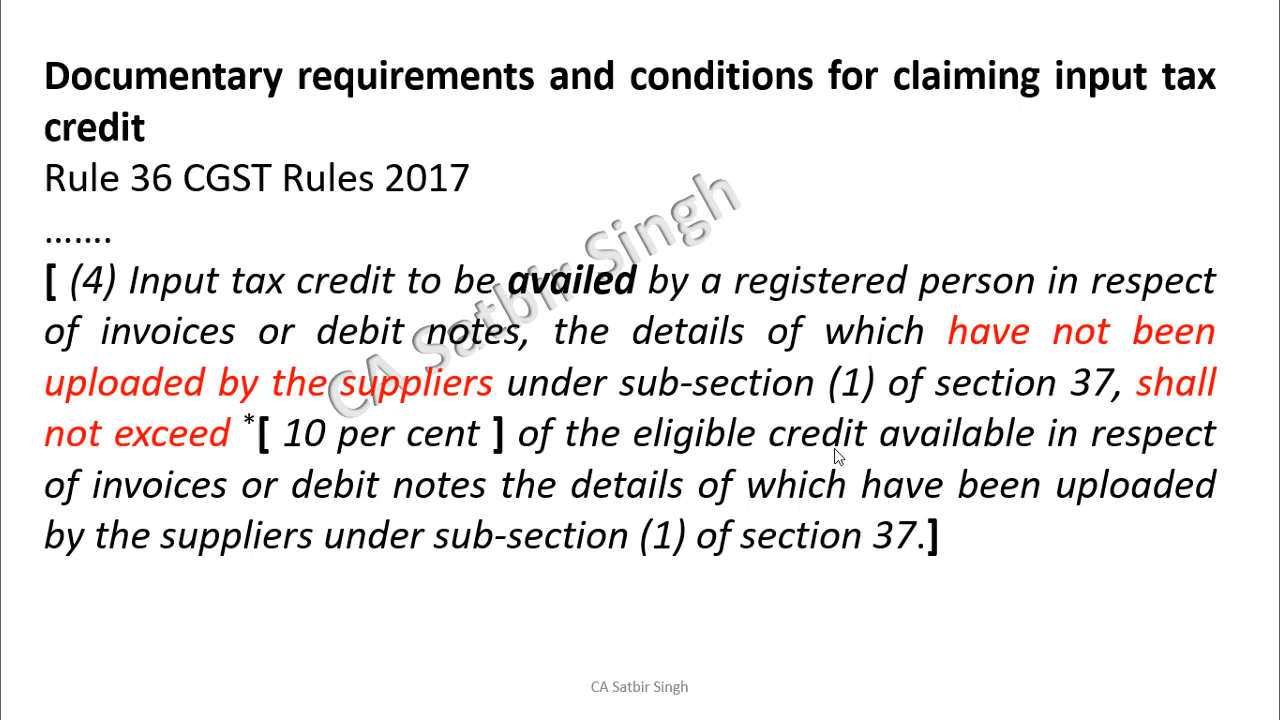 Documentary requirements and conditions for claiming input tax
credit
Rule 36 CGST Rules 2017
.......
[ (4) Input tax credit to be availed by a registered person in respect
of invoices or debit notes, the details of which have not been
uploaded by the suppliers under sub-section (1) of section 37, shall
not exceed *[ 10 per cent ] of the eligible credit available in respect
of invoices or debit notes the details of which have been uploaded
by the suppliers under sub-section (1) of section 37.]
CA Satbir Singh
CA Satbir Singh